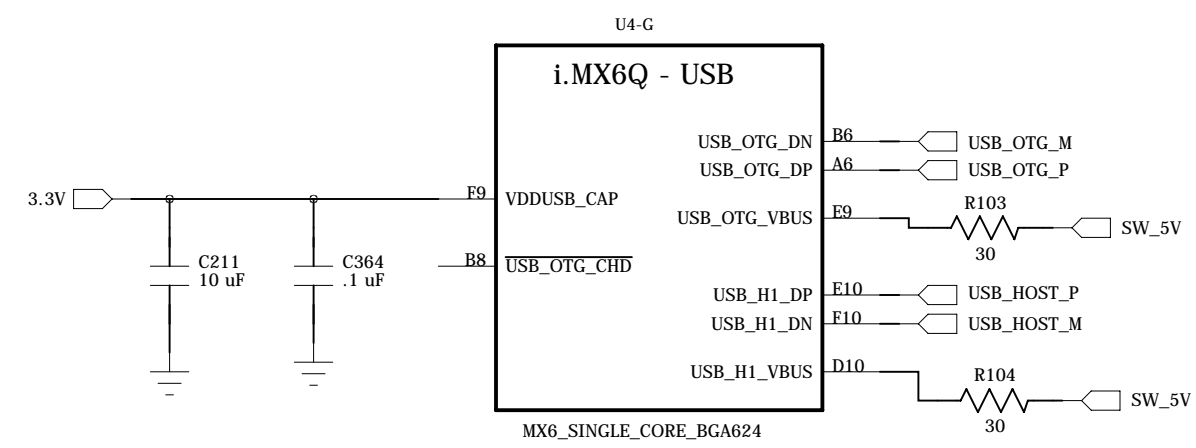 U4-G
i.MX6Q - USB
USB_OTG_DN B6 USB_OTG_M
USB_OTG_DP A6 USB_OTG_P
R103
3.3V F9 VDDUSB_CAP
USB_OTG_VBUS E9 SW_5V
30
C211
10 uF
C364
.1 uF
B8 USB_OTG_CHD
USB_H1_DP E10 USB_HOST_P
USB_H1_DN F10 USB_HOST_M
USB_H1_VBUS D10
R104
SW_5V
30
MX6_SINGLE_CORE_BGA624